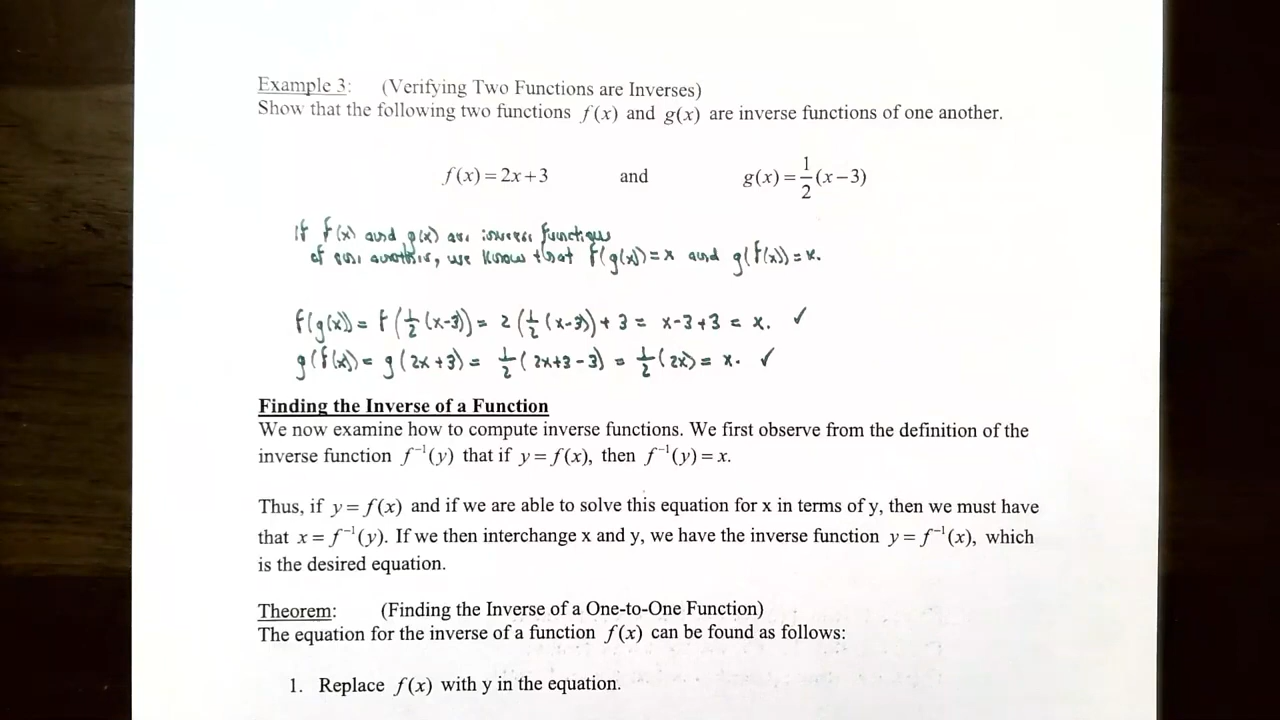 Example 3: (Verifying Two Functions are Inverses)
Show that the following two functions f(x) and g(x) are inverse functions of one another.
f(x) = 2x+3 and g(x) = 1/2 (x−3)
If f(x) and g(x) are inverse functions
of one another, we know that f(g(x)) = x and g(f(x)) = x.
f(g(x)) = f(1/2 (x-3)) = 2(1/2 (x-3)) + 3 = x-3+3 = x. ✓
g(f(x)) = g(2x+3) = 1/2 (2x+3-3) = 1/2 (2x) = x. ✓
Finding the Inverse of a Function
We now examine how to compute inverse functions. We first observe from the definition of the
inverse function f⁻¹(y) that if y = f(x), then f⁻¹(y) = x.
Thus, if y = f(x) and if we are able to solve this equation for x in terms of y, then we must have
that x = f⁻¹(y). If we then interchange x and y, we have the inverse function y = f⁻¹(x), which
is the desired equation.
Theorem: (Finding the Inverse of a One-to-One Function)
The equation for the inverse of a function f(x) can be found as follows:
1. Replace f(x) with y in the equation.